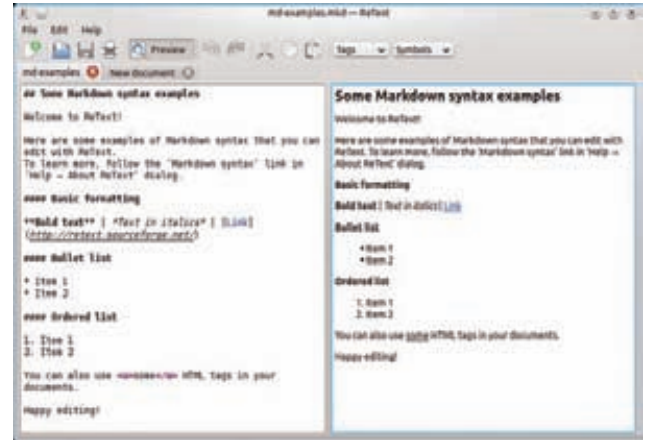 md-examples.mkd — ReText
File Edit Help
Preview Tags Symbols
md-examples New document
## Some Markdown syntax examples
Welcome to ReText!
Here are some examples of Markdown syntax that you can
edit with ReText.
To learn more, follow the 'Markdown syntax' link in
'Help → About ReText' dialog.
#### Basic formatting
**Bold text** | *Text in italics* | [Link]
(http://retext.sourceforge.net/)
#### Bullet list
* Item 1
* Item 2
#### Ordered list
1. Item 1
2. Item 2
You can also use <u>some</u> HTML tags in your
documents.
Happy editing!
Some Markdown syntax examples
Welcome to ReText!
Here are some examples of Markdown syntax that you can edit with
ReText. To learn more, follow the 'Markdown syntax' link in 'Help →
About ReText' dialog.
Basic formatting
Bold text | Text in italics | Link
Bullet list
• Item 1
• Item 2
Ordered list
1. Item 1
2. Item 2
You can also use some HTML tags in your documents.
Happy editing!